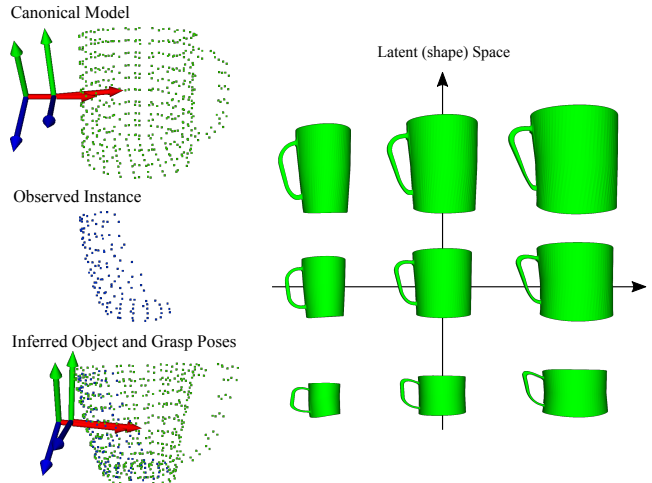 Canonical Model
Latent (shape) Space
Observed Instance
Inferred Object and Grasp Poses